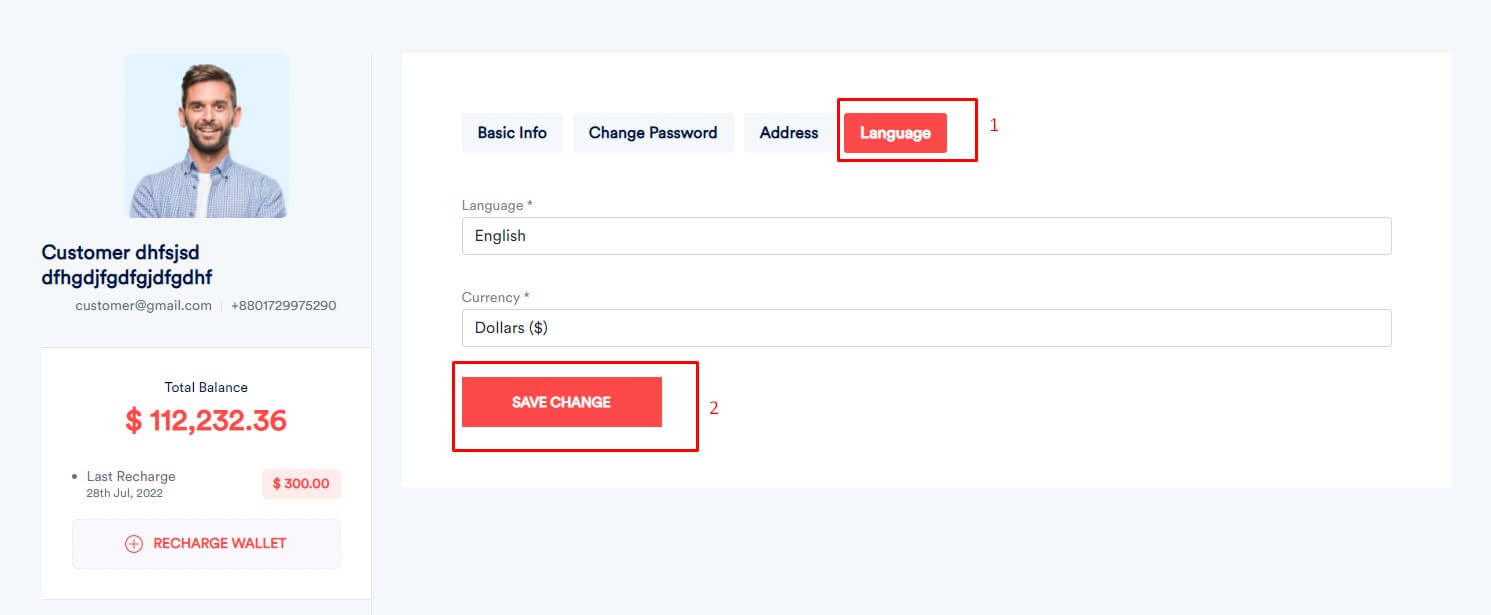 Customer dhfsjsd
dfhgdjfgdfgjdfgdhf
customer@gmail.com | +8801729975290
Total Balance
$ 112,232.36
• Last Recharge
28th Jul, 2022
$ 300.00
RECHARGE WALLET
Basic Info
Change Password
Address
Language
1
Language *
English
Currency *
Dollars ($)
SAVE CHANGE
2